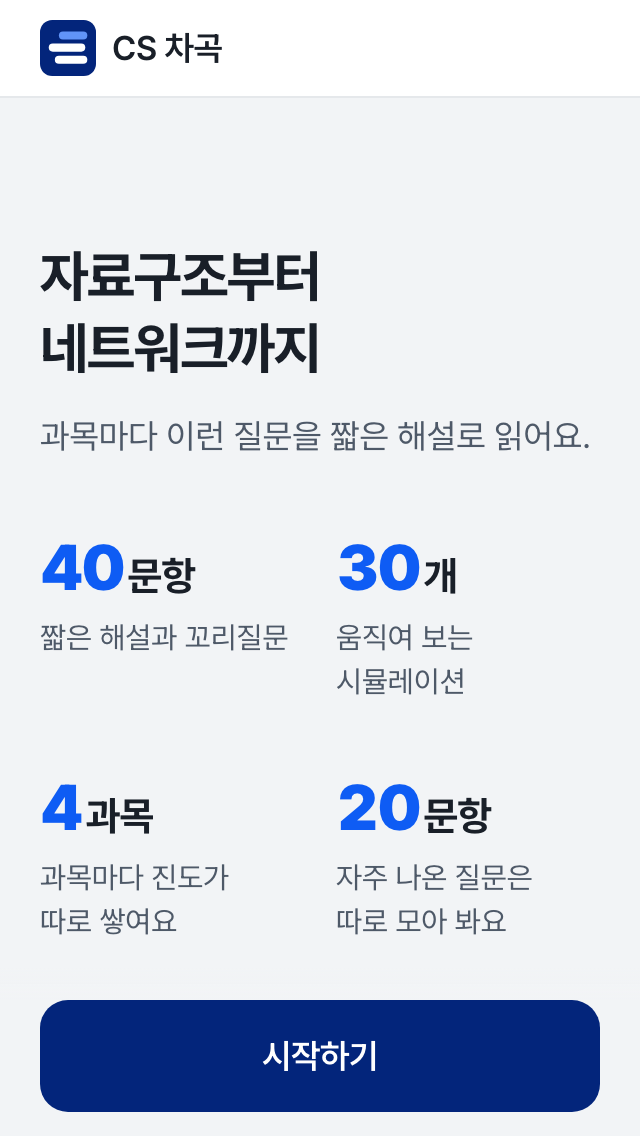 CS 차곡
자료구조부터
네트워크까지
과목마다 이런 질문을 짧은 해설로 읽어요.
40문항
짧은 해설과 꼬리질문
30개
움직여 보는
시뮬레이션
4과목
과목마다 진도가
따로 쌓여요
20문항
자주 나온 질문은
따로 모아 봐요
시작하기